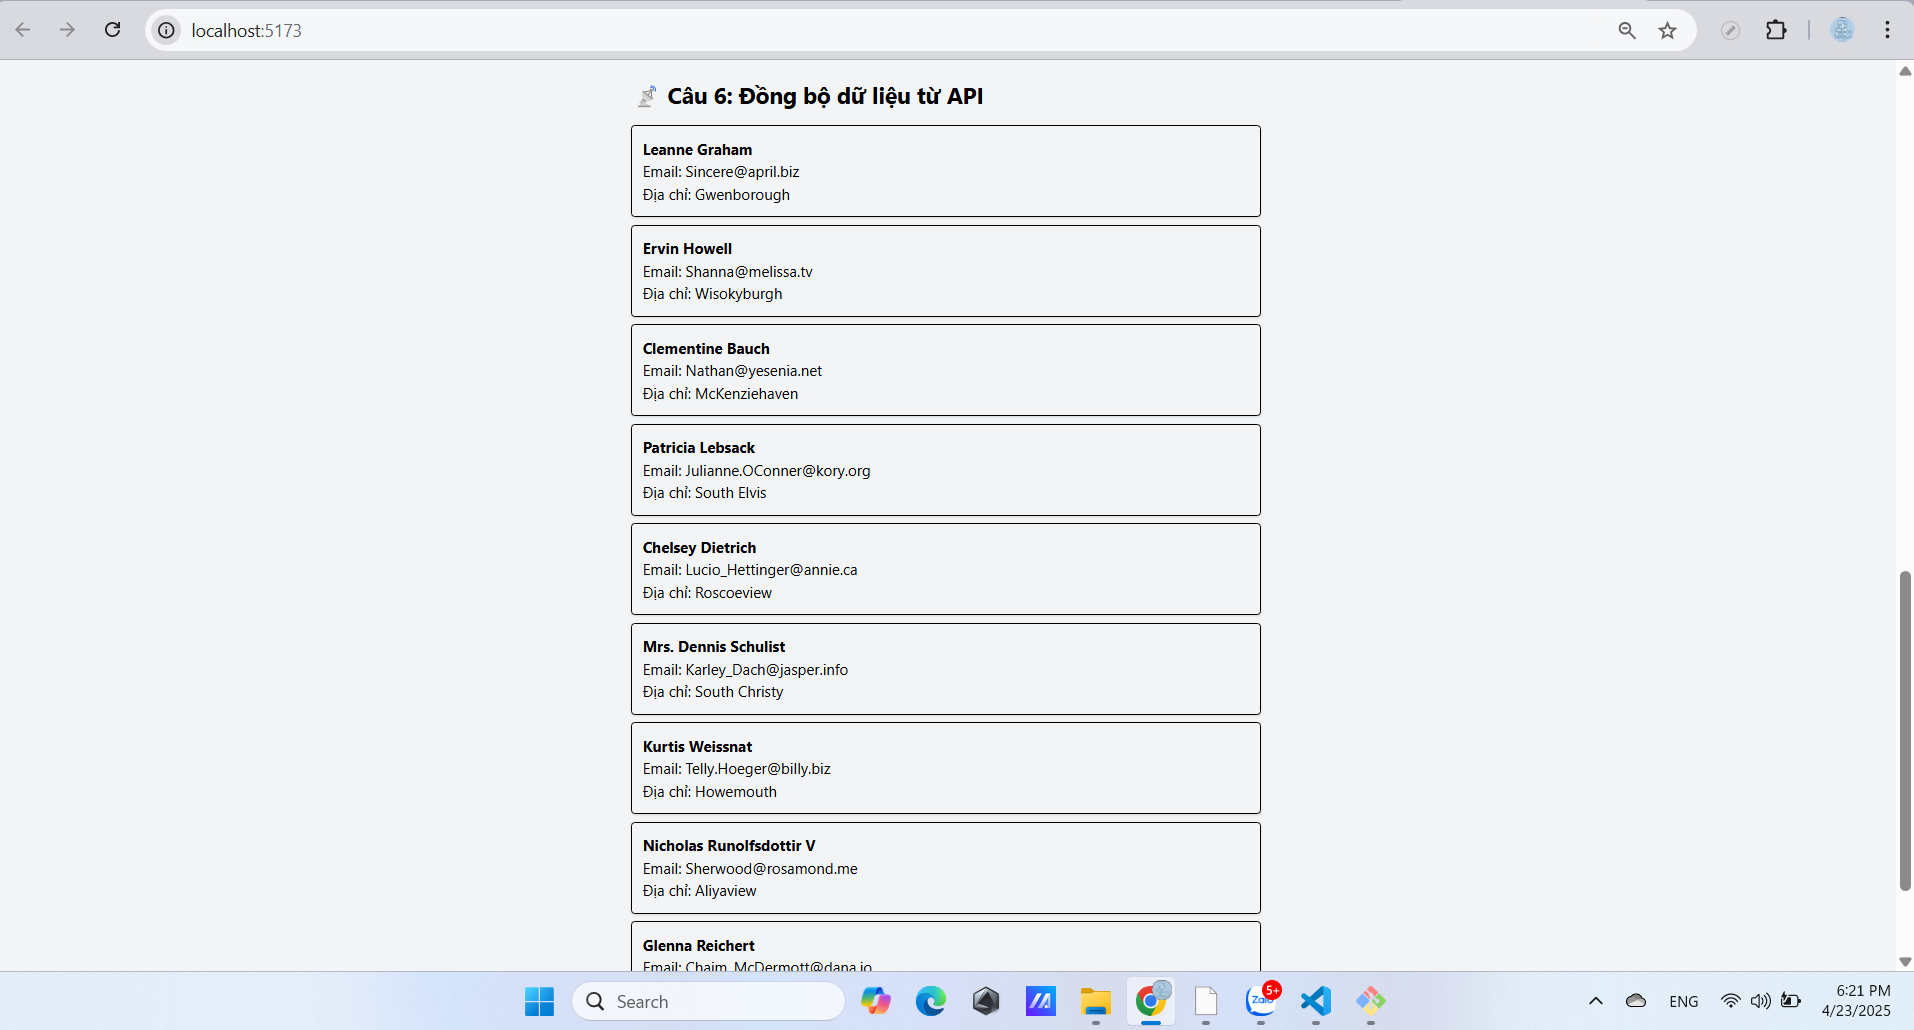 localhost:5173
Câu 6: Đồng bộ dữ liệu từ API
Leanne Graham
Email: Sincere@april.biz
Địa chỉ: Gwenborough
Ervin Howell
Email: Shanna@melissa.tv
Địa chỉ: Wisokyburgh
Clementine Bauch
Email: Nathan@yesenia.net
Địa chỉ: McKenziehaven
Patricia Lebsack
Email: Julianne.OConner@kory.org
Địa chỉ: South Elvis
Chelsey Dietrich
Email: Lucio_Hettinger@annie.ca
Địa chỉ: Roscoeview
Mrs. Dennis Schulist
Email: Karley_Dach@jasper.info
Địa chỉ: South Christy
Kurtis Weissnat
Email: Telly.Hoeger@billy.biz
Địa chỉ: Howemouth
Nicholas Runolfsdottir V
Email: Sherwood@rosamond.me
Địa chỉ: Aliyaview
Glenna Reichert
Email: Chaim_McDermott@dana.io
Search
Zalo
5+
ENG
6:21 PM
4/23/2025